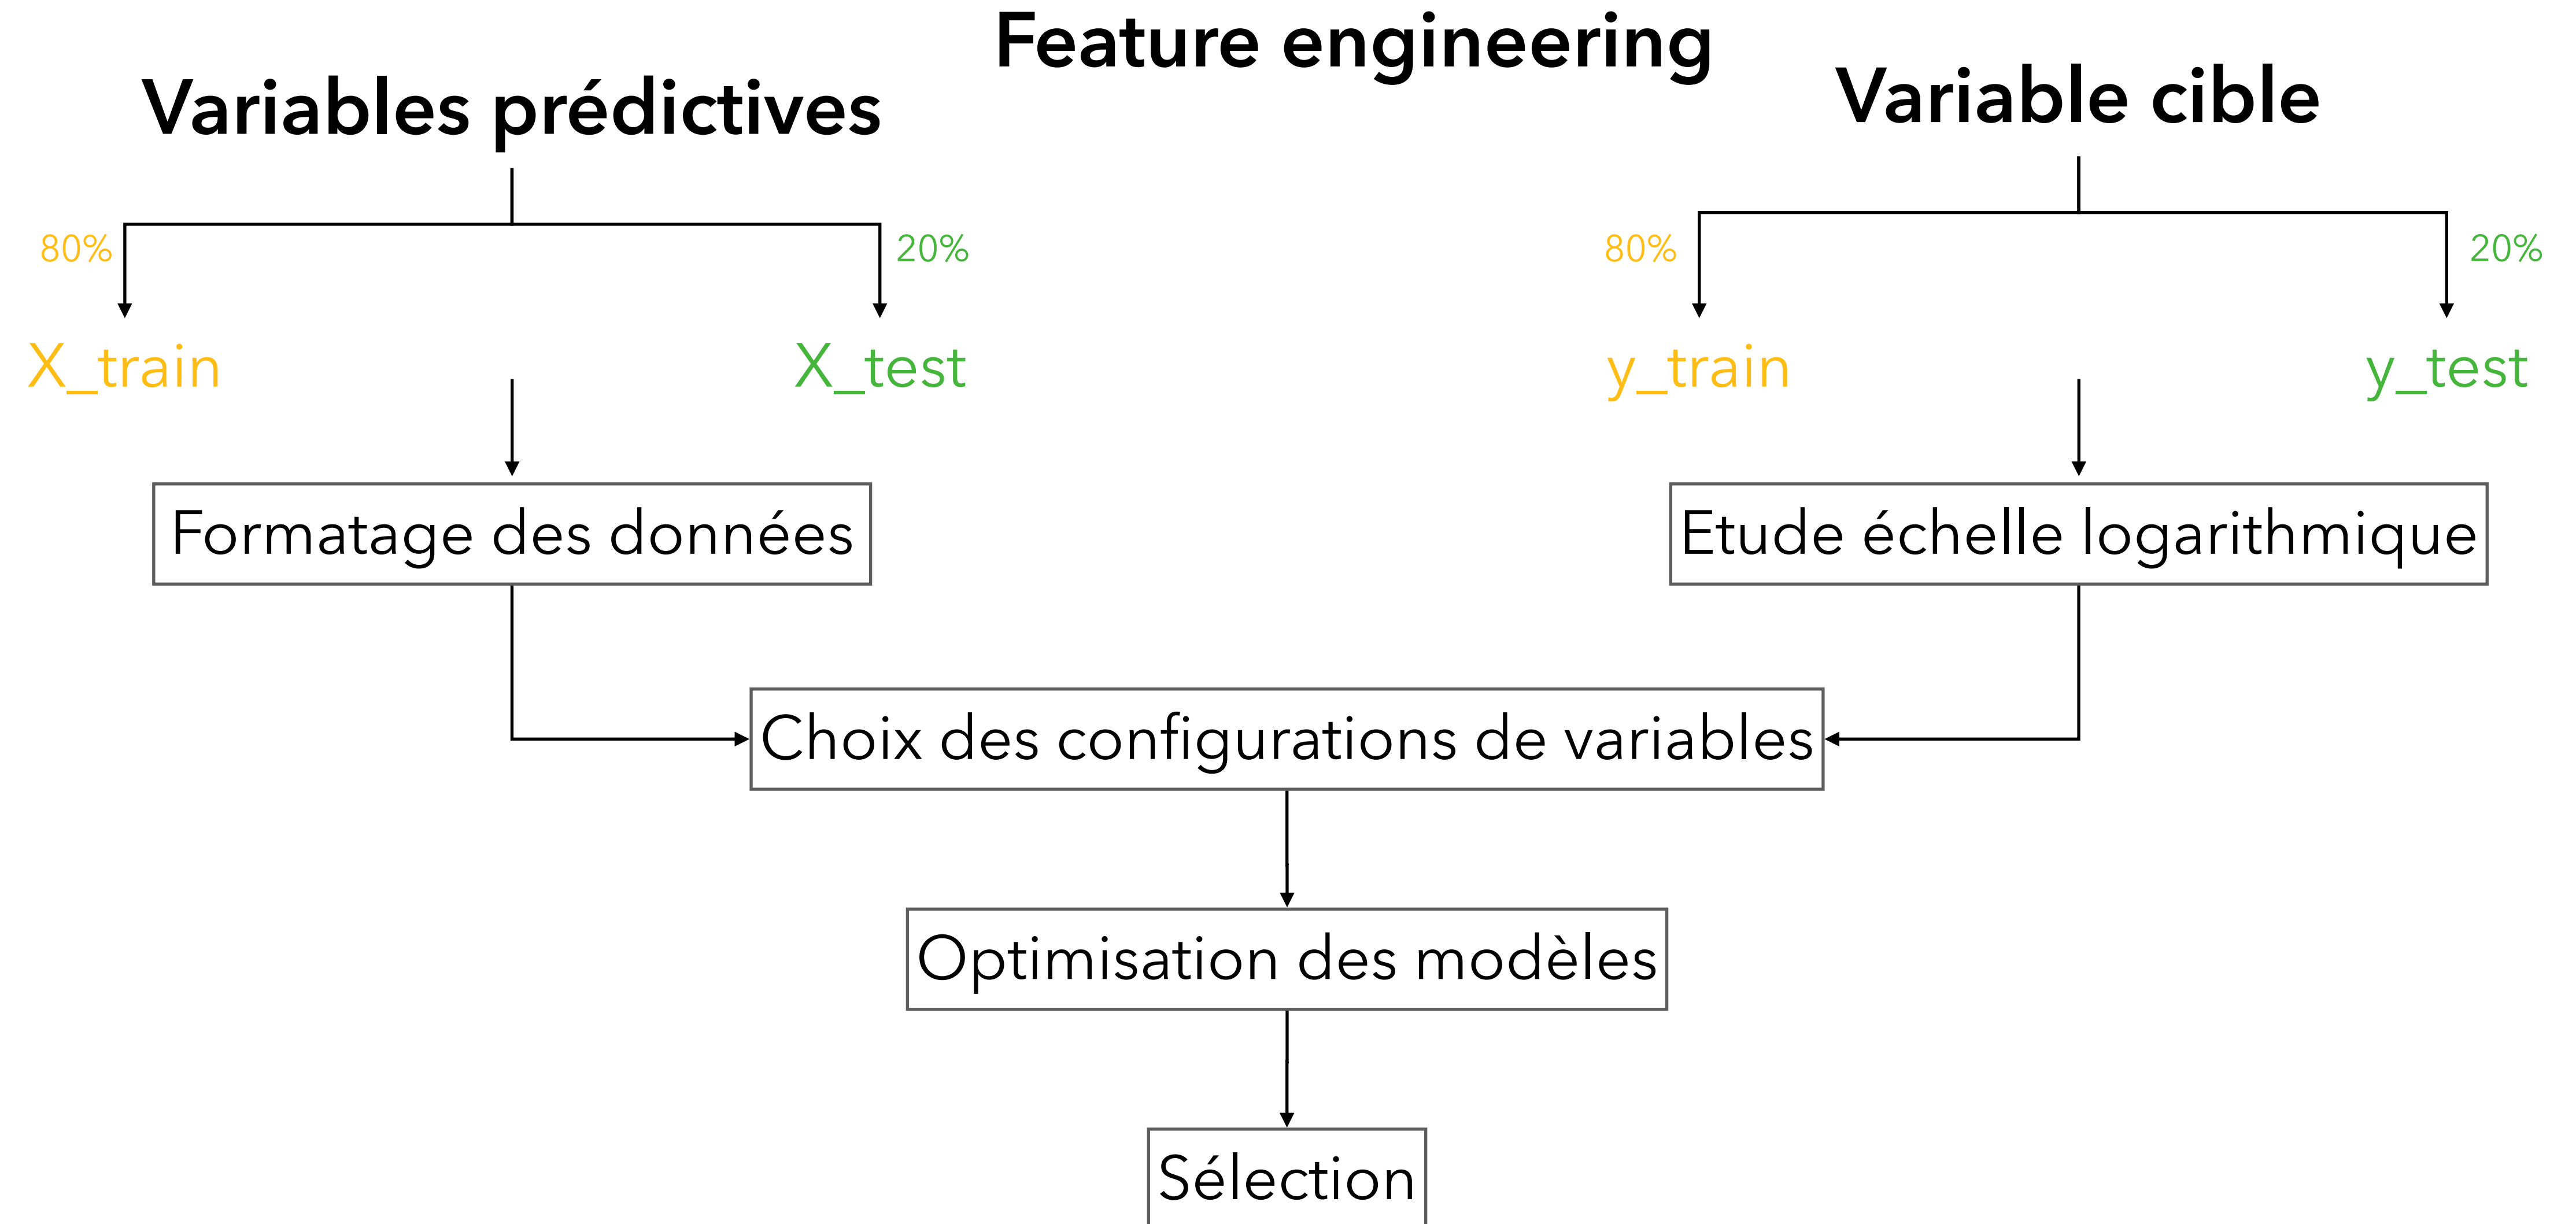 Feature engineering
Variables prédictives
Variable cible
80%
20%
80%
20%
X_train
X_test
y_train
y_test
Formatage des données
Etude échelle logarithmique
Choix des configurations de variables
Optimisation des modèles
Sélection